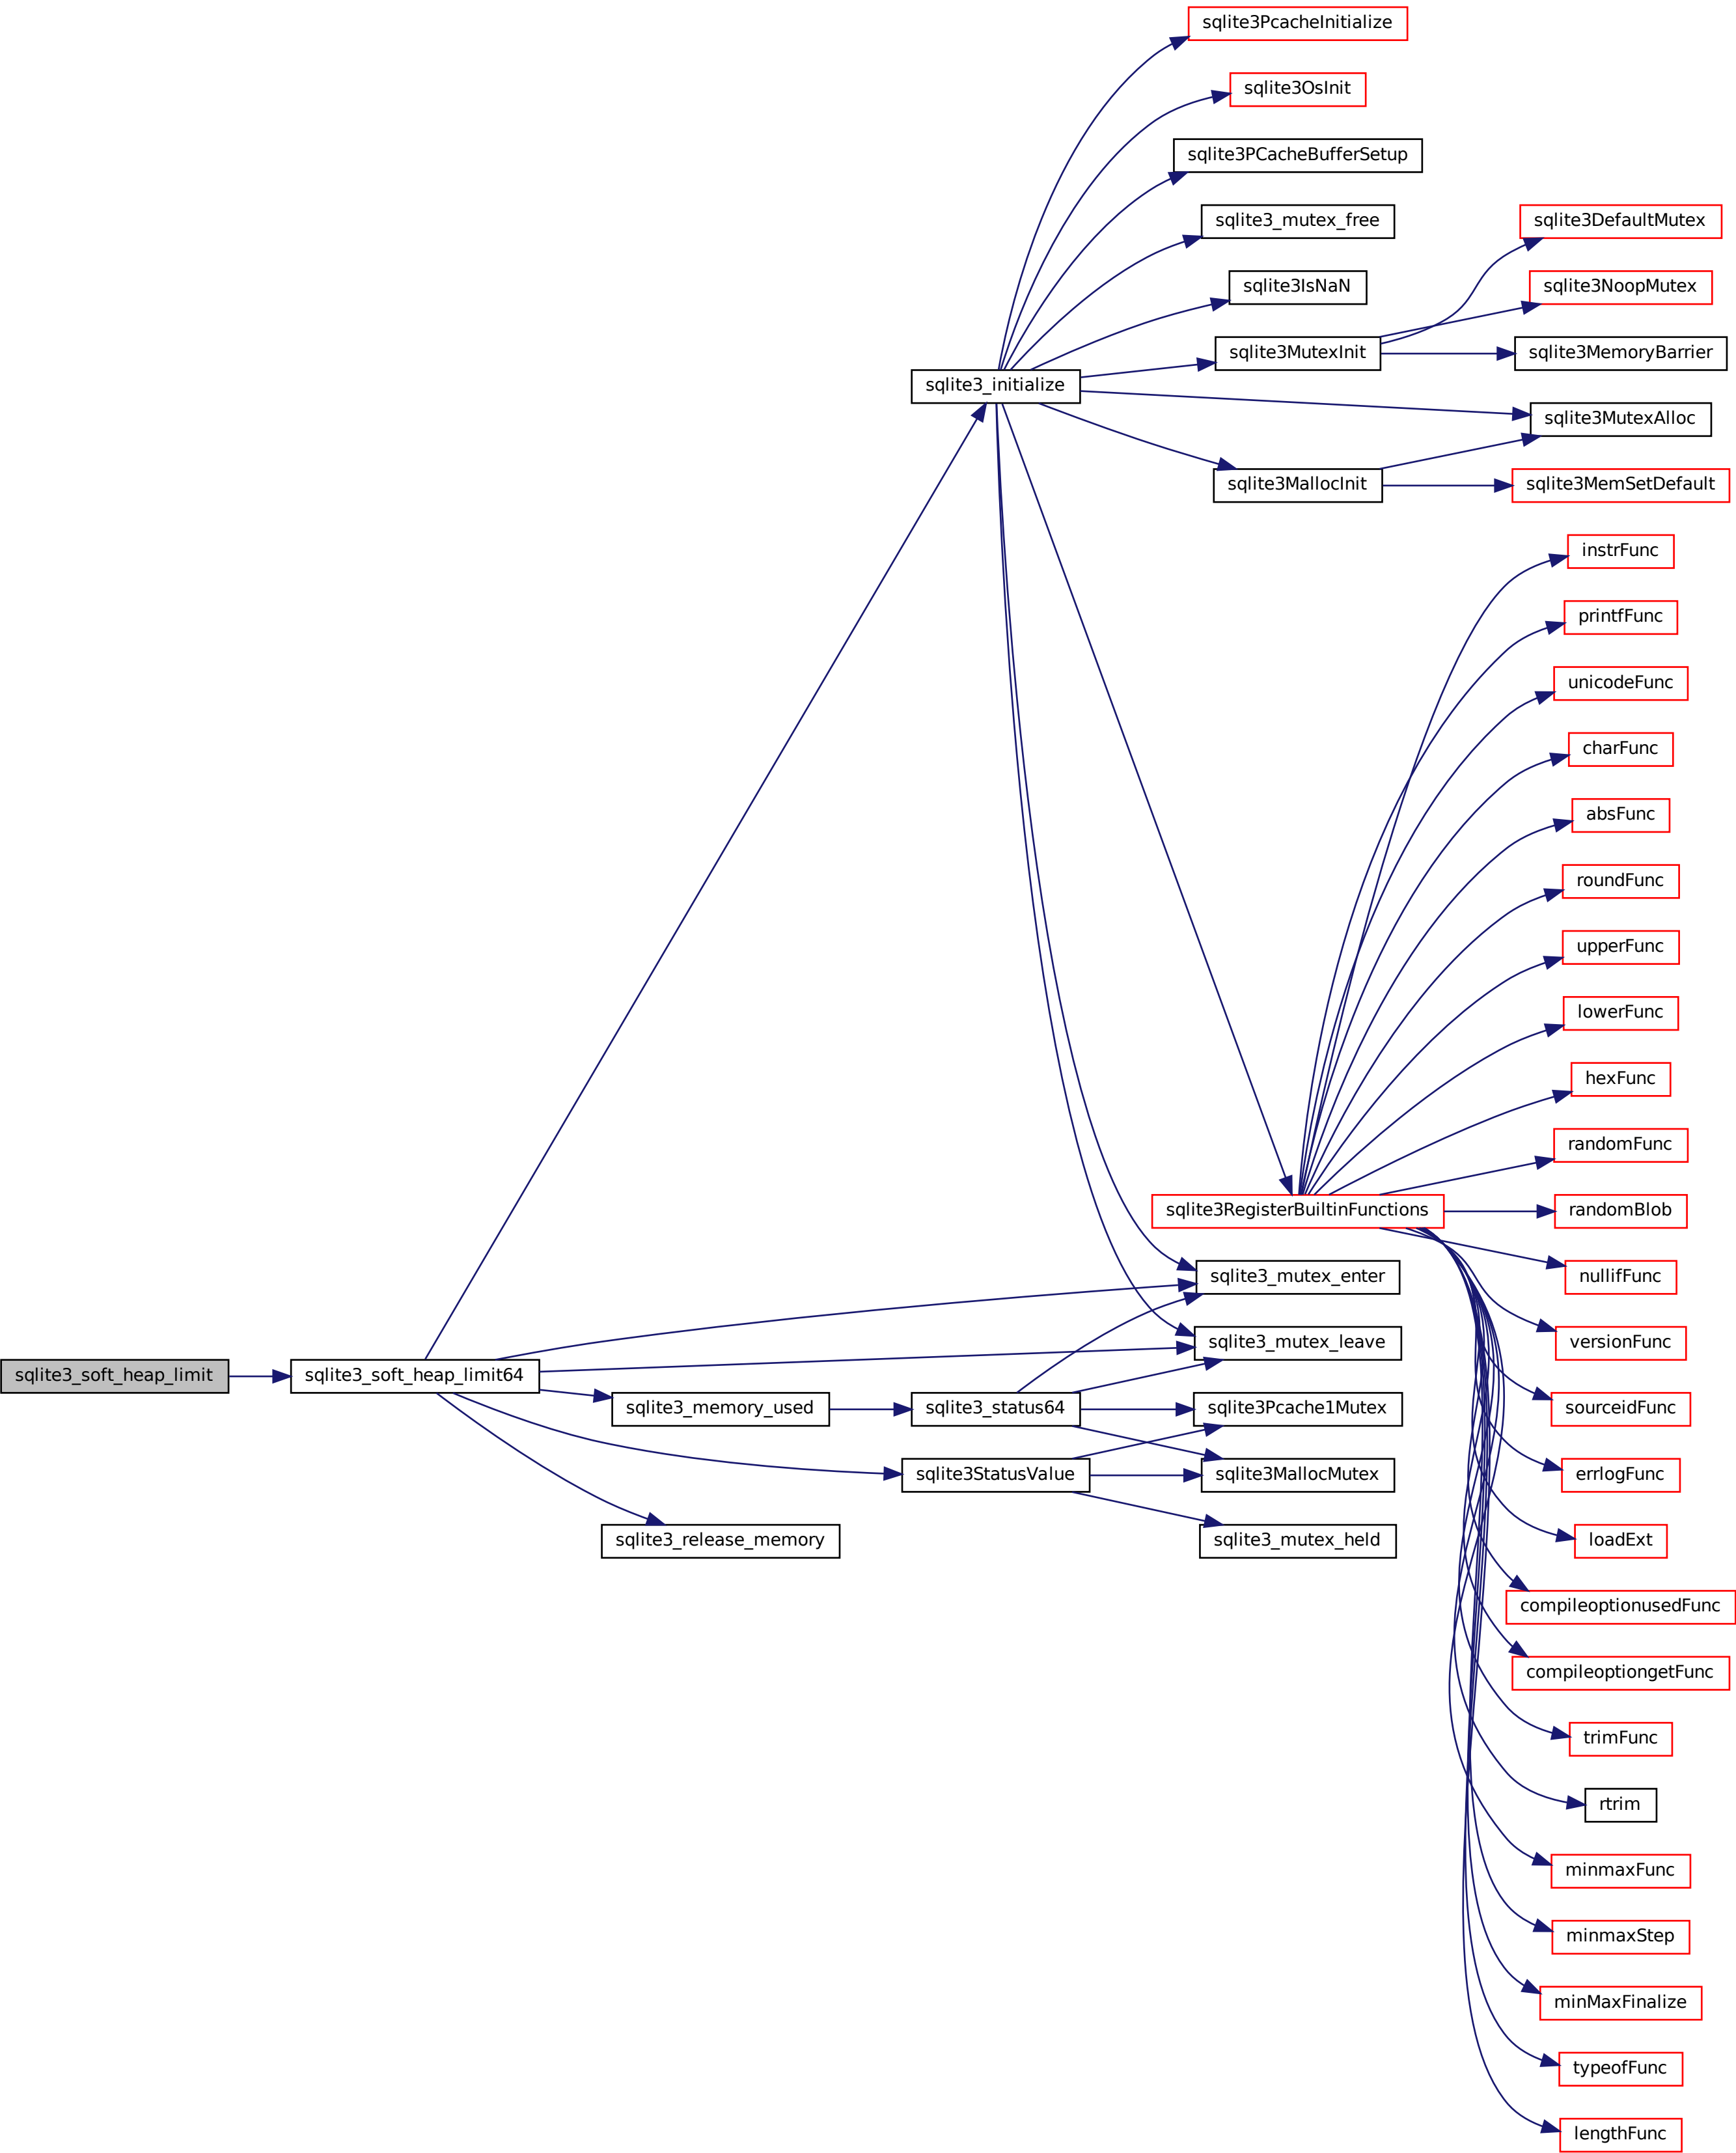 sqlite3PcacheInitialize
sqlite3OsInit
sqlite3PCacheBufferSetup
sqlite3_mutex_free
sqlite3DefaultMutex
sqlite3IsNaN
sqlite3NoopMutex
sqlite3MutexInit
sqlite3MemoryBarrier
sqlite3_initialize
sqlite3MutexAlloc
sqlite3MallocInit
sqlite3MemSetDefault
instrFunc
printfFunc
unicodeFunc
charFunc
absFunc
roundFunc
upperFunc
lowerFunc
hexFunc
randomFunc
sqlite3RegisterBuiltinFunctions
randomBlob
sqlite3_mutex_enter
nullifFunc
sqlite3_mutex_leave
versionFunc
sqlite3_soft_heap_limit
sqlite3_soft_heap_limit64
sqlite3_memory_used
sqlite3_status64
sqlite3Pcache1Mutex
sourceidFunc
sqlite3StatusValue
sqlite3MallocMutex
errlogFunc
sqlite3_release_memory
sqlite3_mutex_held
loadExt
compileoptionusedFunc
compileoptiongetFunc
trimFunc
rtrim
minmaxFunc
minmaxStep
minMaxFinalize
typeofFunc
lengthFunc